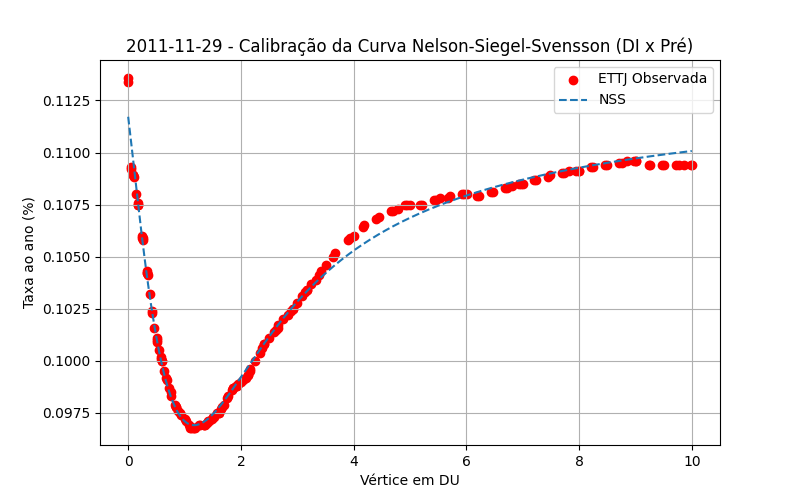 2011-11-29 - Calibração da Curva Nelson-Siegel-Svensson (DI x Pré)
ETTJ Observada
NSS
Taxa ao ano (%)
0.1125
0.1100
0.1075
0.1050
0.1025
0.1000
0.0975
0
2
4
6
8
10
Vértice em DU